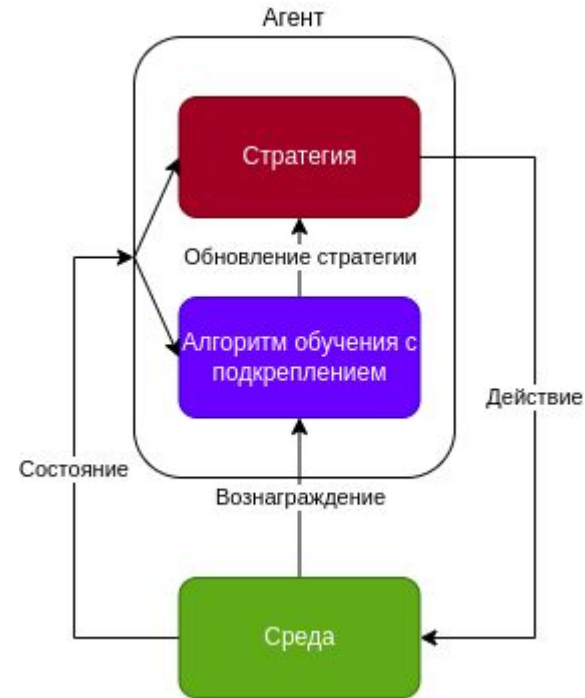 Агент
Стратегия
Обновление стратегии
Алгоритм обучения с
подкреплением
Действие
Состояние
Вознаграждение
Среда